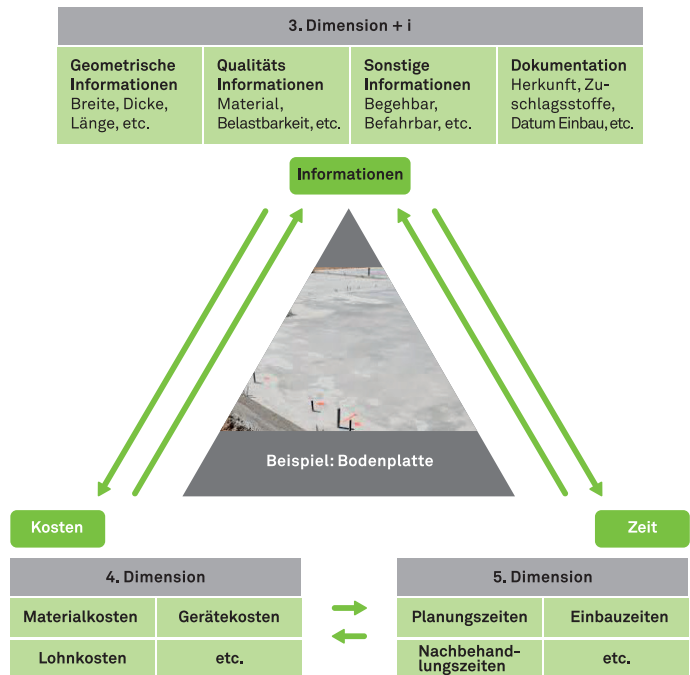 3. Dimension + i
Geometrische
Informationen
Breite, Dicke,
Länge, etc.
Qualitäts
Informationen
Material,
Belastbarkeit, etc.
Sonstige
Informationen
Begehbar,
Befahrbar, etc.
Dokumentation
Herkunft, Zu-
schlagsstoffe,
Datum Einbau, etc.
Informationen
Beispiel: Bodenplatte
Kosten
Zeit
4. Dimension
Materialkosten
Gerätekosten
Lohnkosten
etc.
5. Dimension
Planungszeiten
Einbauzeiten
Nachbehand-
lungszeiten
etc.